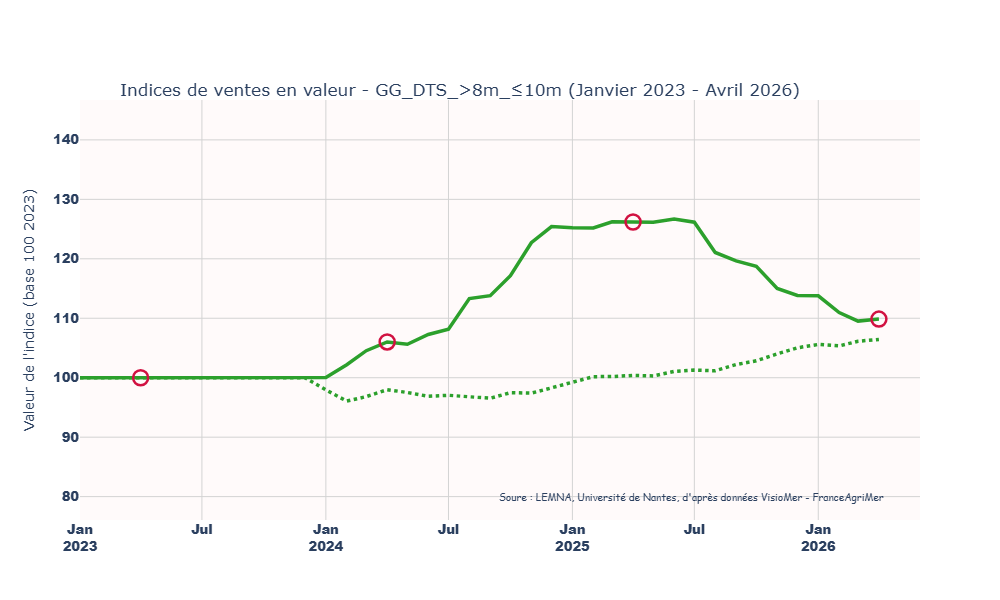 Indices de ventes en valeur - GG_DTS_>8m_≤10m (Janvier 2023 - Avril 2026)
Valeur de l'indice (base 100 2023)
140
130
120
110
100
90
80
Soure : LEMNA, Université de Nantes, d'après données VisioMer - FranceAgriMer
Jan Jul Jan Jul Jan Jul Jan
2023 2024 2025 2026